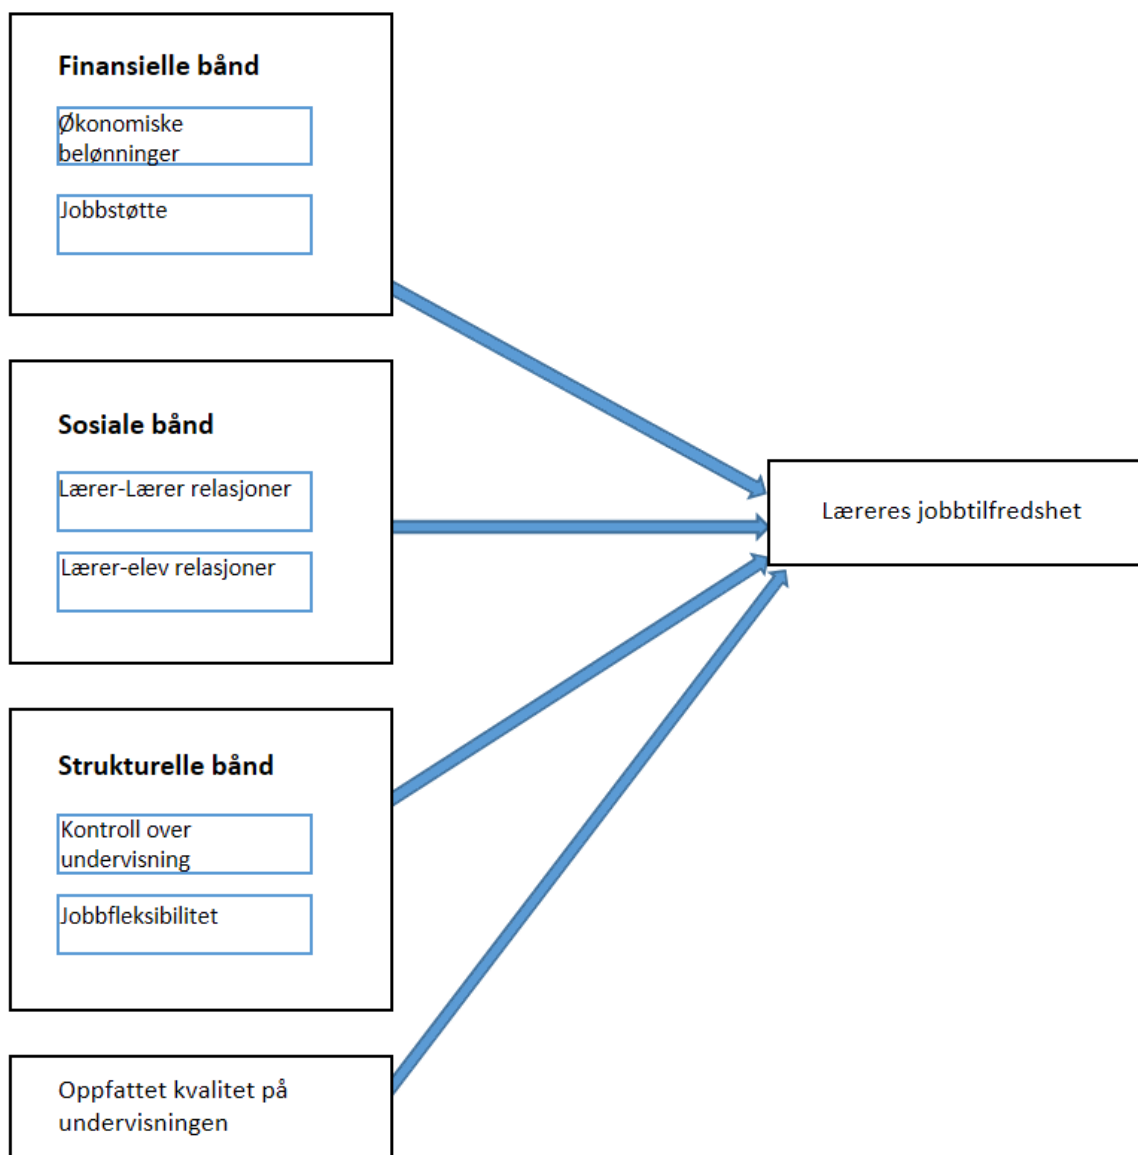 Finansielle bånd
Økonomiske
belønninger
Jobbstøtte
Sosiale bånd
Lærer-Lærer relasjoner
Lærer-elev relasjoner
Læreres jobbtilfredshet
Strukturelle bånd
Kontroll over
undervisning
Jobbfleksibilitet
Oppfattet kvalitet på
undervisningen